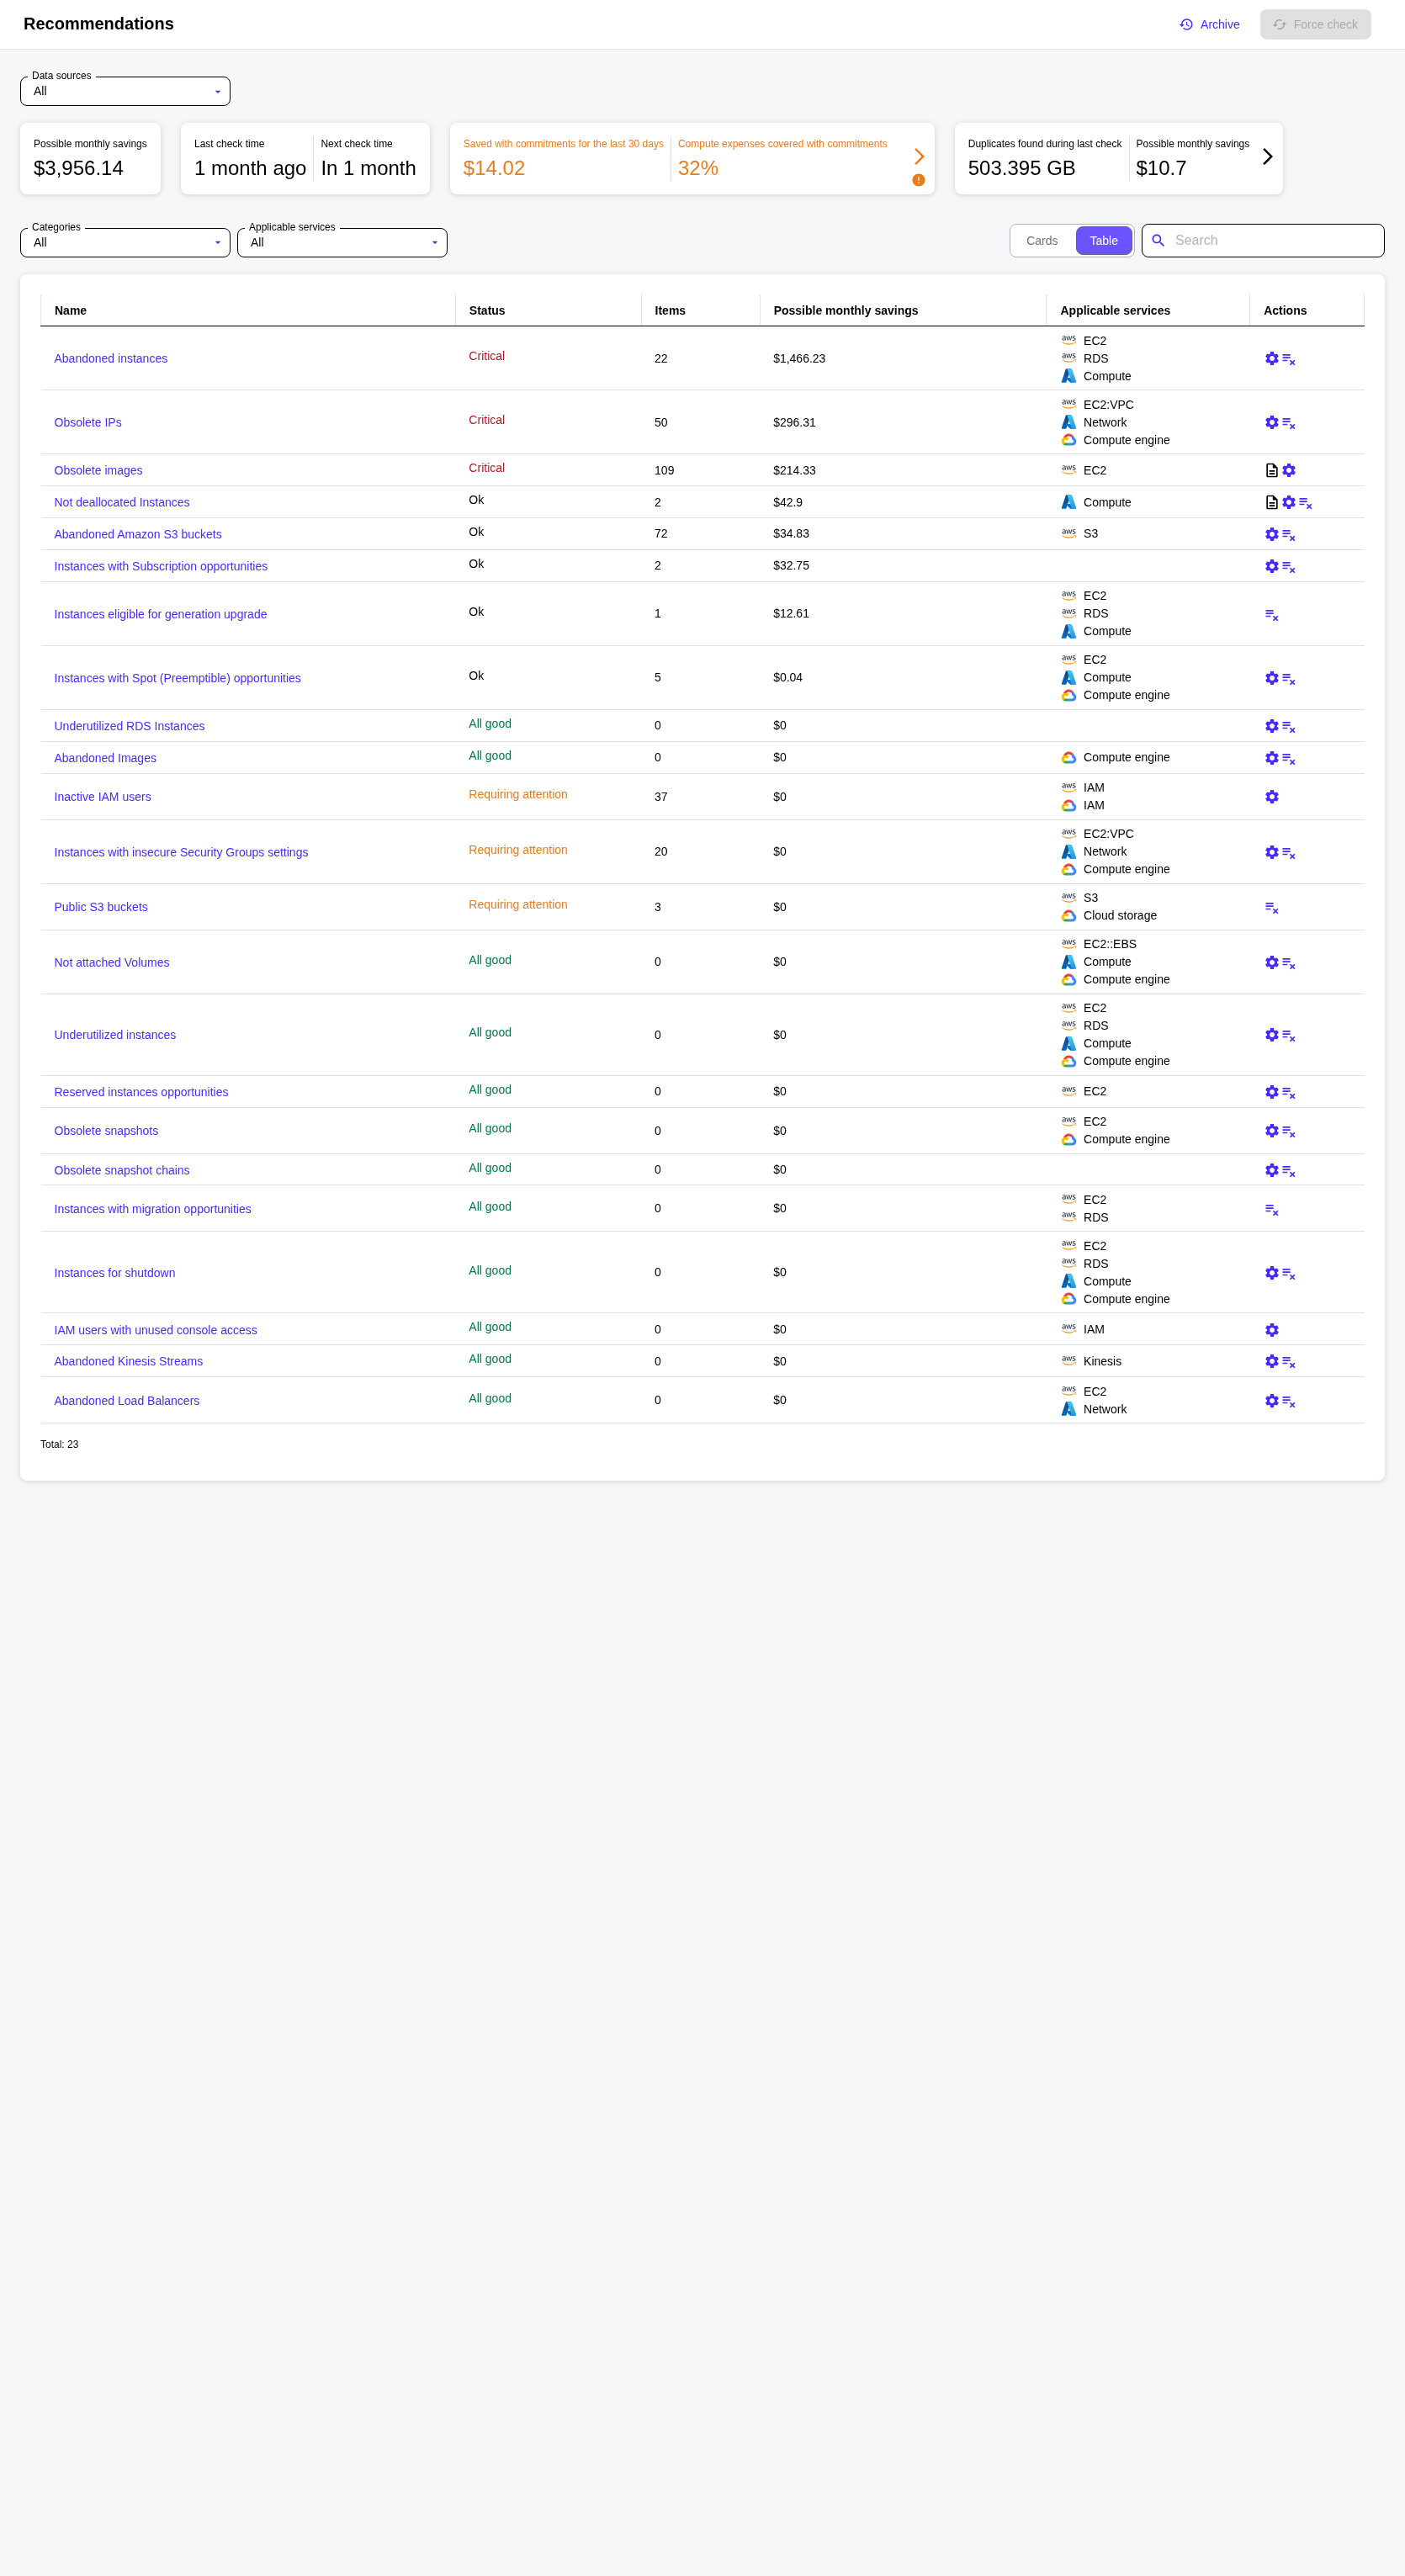 Recommendations
Archive
Force check
Data sources
All
Possible monthly savings
$3,956.14
Last check time
1 month ago
Next check time
In 1 month
Saved with commitments for the last 30 days
$14.02
Compute expenses covered with commitments
32%
Duplicates found during last check
503.395 GB
Possible monthly savings
$10.7
Categories
All
Applicable services
All
Cards
Table
Search
Name Status Items Possible monthly savings Applicable services Actions
Abandoned instances Critical 22 $1,466.23
aws EC2
aws RDS
Compute
Obsolete IPs Critical 50 $296.31
aws EC2:VPC
Network
Compute engine
Obsolete images Critical 109 $214.33 aws EC2
Not deallocated Instances Ok 2 $42.9 Compute
Abandoned Amazon S3 buckets Ok 72 $34.83 aws S3
Instances with Subscription opportunities Ok 2 $32.75
Instances eligible for generation upgrade Ok 1 $12.61
aws EC2
aws RDS
Compute
Instances with Spot (Preemptible) opportunities Ok 5 $0.04
aws EC2
Compute
Compute engine
Underutilized RDS Instances All good 0 $0
Abandoned Images All good 0 $0 Compute engine
Inactive IAM users Requiring attention 37 $0
aws IAM
IAM
Instances with insecure Security Groups settings Requiring attention 20 $0
aws EC2:VPC
Network
Compute engine
Public S3 buckets Requiring attention 3 $0
aws S3
Cloud storage
Not attached Volumes All good 0 $0
aws EC2::EBS
Compute
Compute engine
Underutilized instances All good 0 $0
aws EC2
aws RDS
Compute
Compute engine
Reserved instances opportunities All good 0 $0 aws EC2
Obsolete snapshots All good 0 $0
aws EC2
Compute engine
Obsolete snapshot chains All good 0 $0
Instances with migration opportunities All good 0 $0
aws EC2
aws RDS
Instances for shutdown All good 0 $0
aws EC2
aws RDS
Compute
Compute engine
IAM users with unused console access All good 0 $0 aws IAM
Abandoned Kinesis Streams All good 0 $0 aws Kinesis
Abandoned Load Balancers All good 0 $0
aws EC2
Network
Total: 23